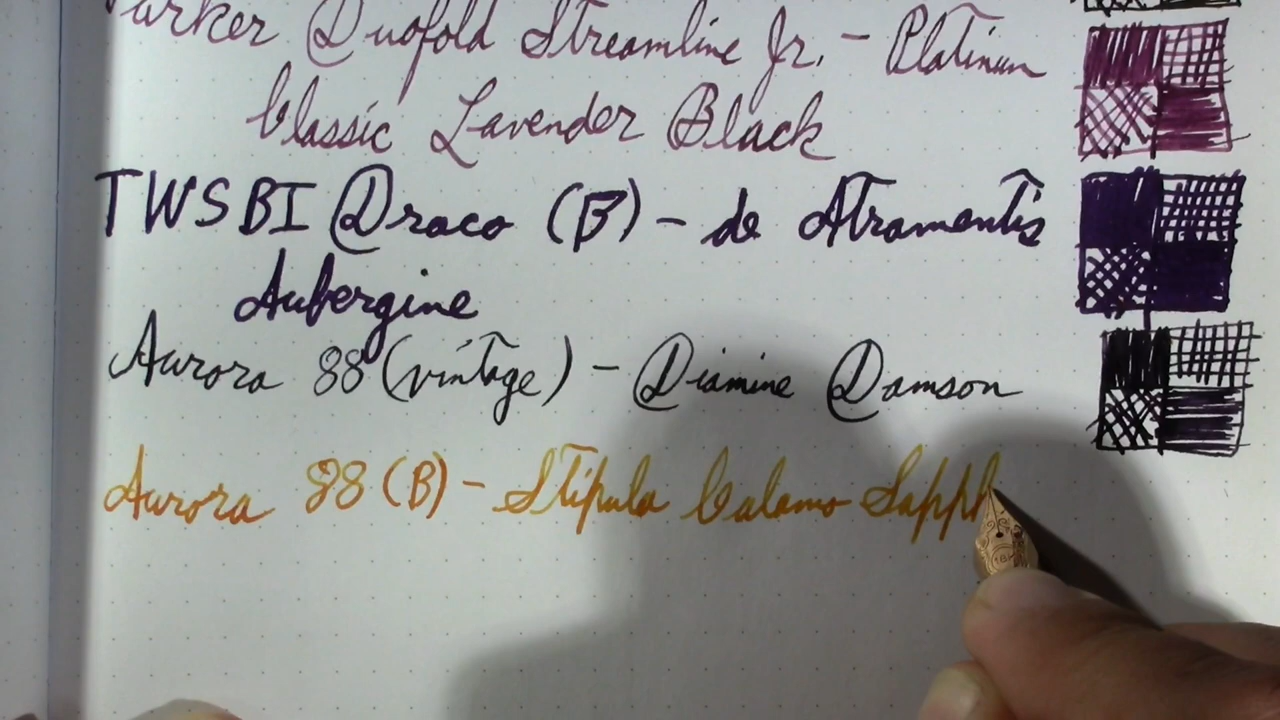 Parker Duofold Streamline Jr. - Platinum
Classic Lavender Black
TWSBI Draco (B) - de Atramentis
Aubergine
Aurora 88 (vintage) - Diamine Damson
Aurora 88 (B) - Stipula Calamo Sapph